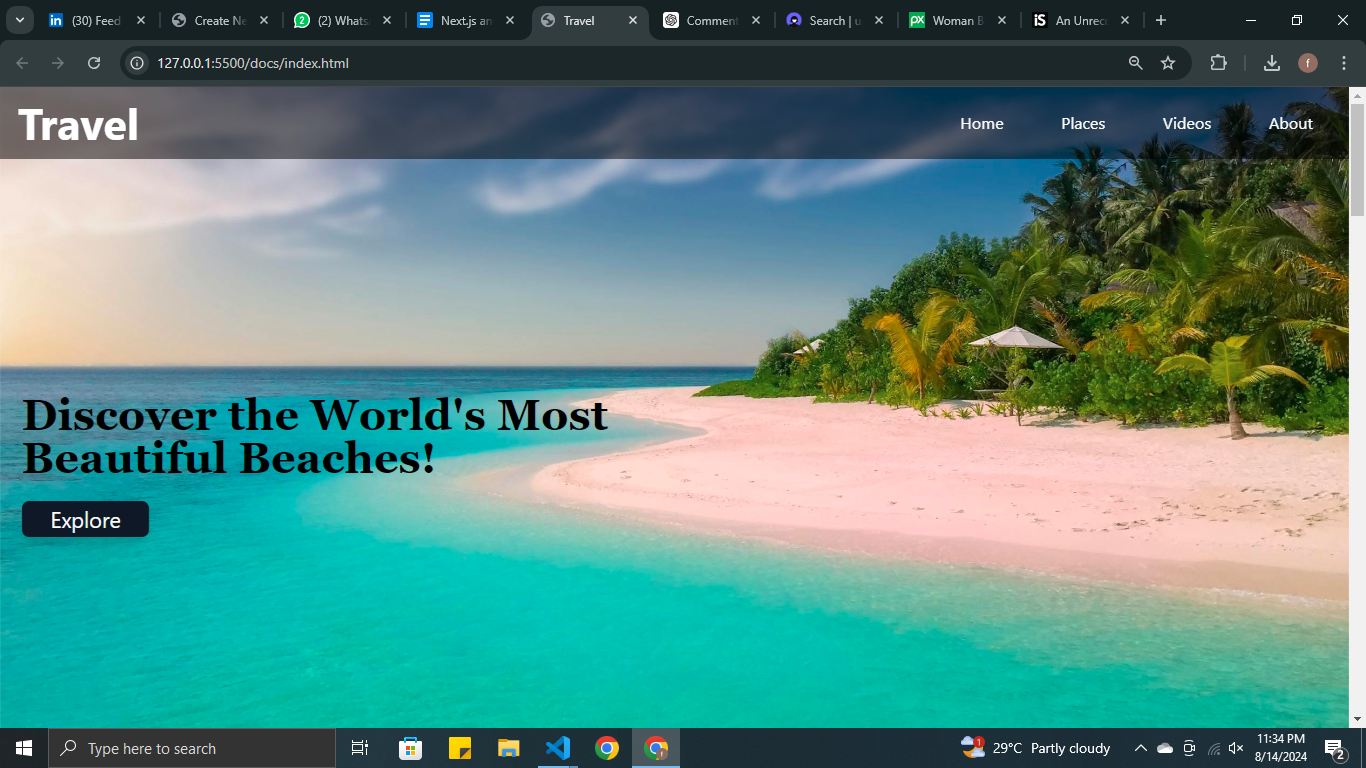 (30) Feed
Create Ne
(2) Whats
Next.js an
Travel
Comment
Search | u
Woman B
An Unrec
127.0.0.1:5500/docs/index.html
f
Travel
Home
Places
Videos
About
Discover the World's Most
Beautiful Beaches!
Explore
Type here to search
1
29°C Partly cloudy
11:34 PM
8/14/2024
2